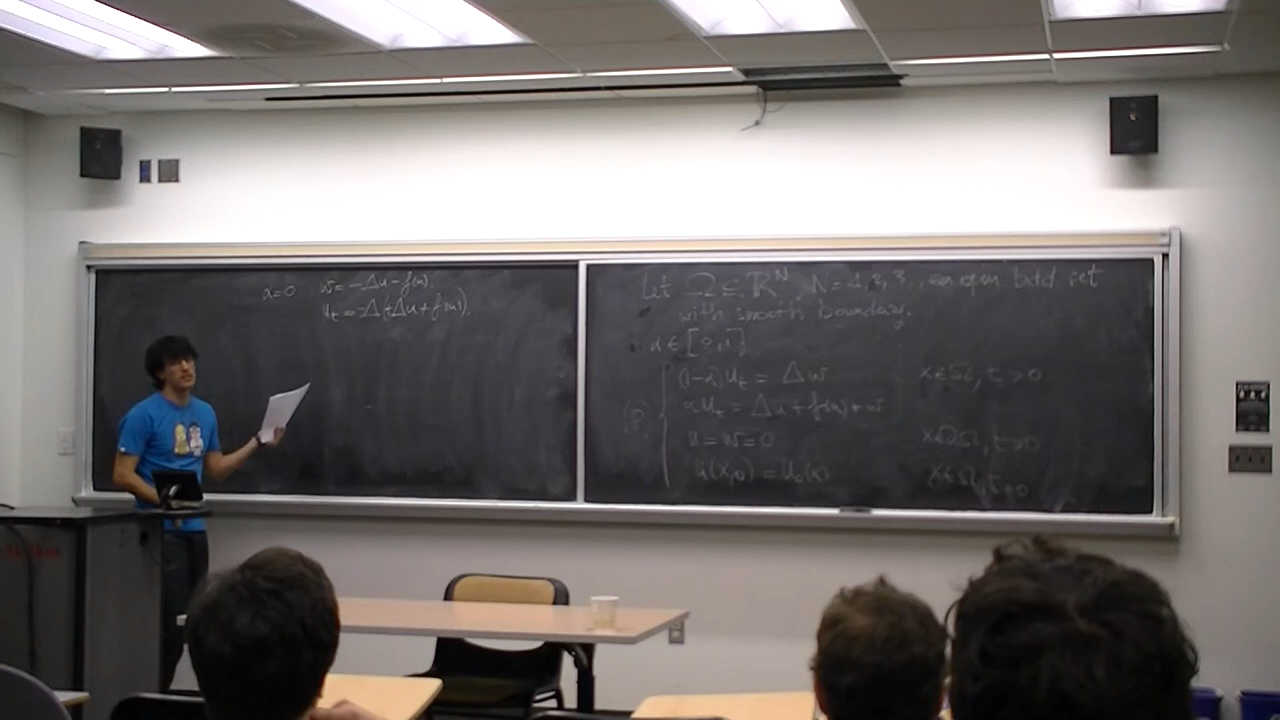 α=0 w=-Δu-f(u).
u_t=-Δ(+Δu+f(u)).
Let Ω ⊆ ℝ^N, N=1,2,3, an open bdd set
with smooth boundary.
α ∈ [0,1]
(1-α)u_t = Δw x∈Ω, t>0
(P) αu_t = Δu+f(u)+w
u=w=0 x∈∂Ω, t>0
u(x,0) = u_0(x) x∈Ω, t=0